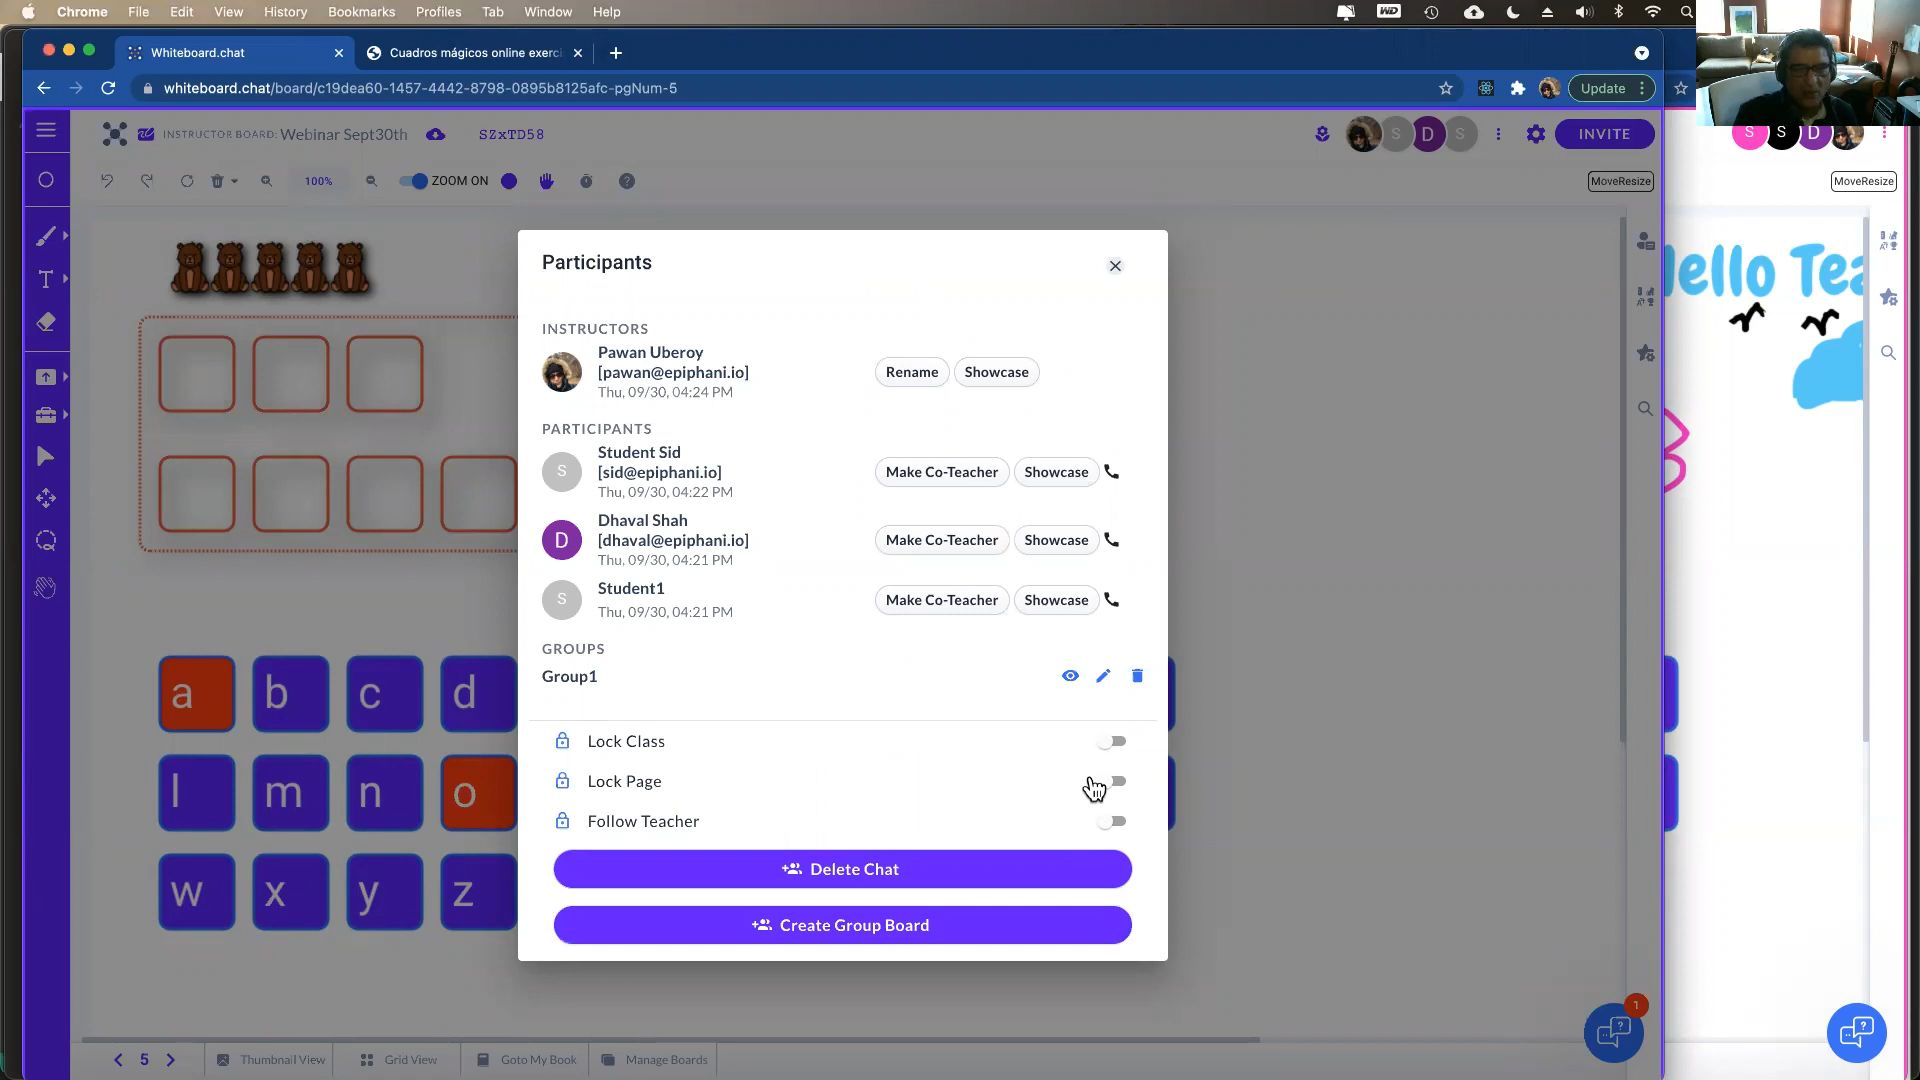 Chrome File Edit View History Bookmarks Profiles Tab Window Help
WD
Whiteboard.chat
Cuadros mágicos online exerci
whiteboard.chat/board/c19dea60-1457-4442-8798-0895b8125afc-pgNum-5
Update
INSTRUCTOR BOARD: Webinar Sept30th
SZxTD58
S D S
INVITE
S S D
100%
ZOOM ON
MoveResize
MoveResize
Participants
INSTRUCTORS
Pawan Uberoy
[pawan@epiphani.io]
Thu, 09/30, 04:24 PM
Rename Showcase
PARTICIPANTS
S
Student Sid
[sid@epiphani.io]
Thu, 09/30, 04:22 PM
Make Co-Teacher Showcase
D
Dhaval Shah
[dhaval@epiphani.io]
Thu, 09/30, 04:21 PM
Make Co-Teacher Showcase
S
Student1
Thu, 09/30, 04:21 PM
Make Co-Teacher Showcase
GROUPS
Group1
Lock Class
Lock Page
Follow Teacher
Delete Chat
Create Group Board
a b c d
l m n o
w x y z
ello Tea
1
5 Thumbnail View Grid View Goto My Book Manage Boards